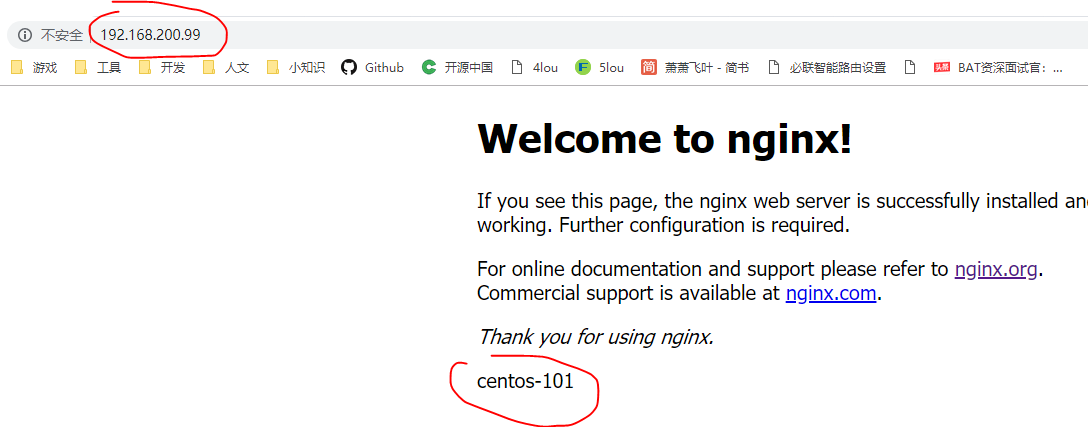 不安全 192.168.200.99
游戏 工具 开发 人文 小知识 Github 开源中国 4lou 5lou 简 萧萧飞叶 - 简书 必联智能路由设置 头条 BAT资深面试官：...
Welcome to nginx!
If you see this page, the nginx web server is successfully installed and
working. Further configuration is required.
For online documentation and support please refer to nginx.org.
Commercial support is available at nginx.com.
Thank you for using nginx.
centos-101